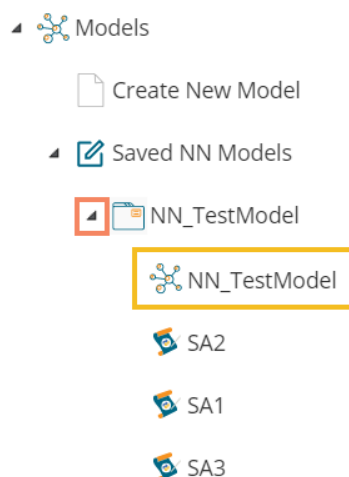 Models
Create New Model
Saved NN Models
NN_TestModel
NN_TestModel
SA2
SA1
SA3